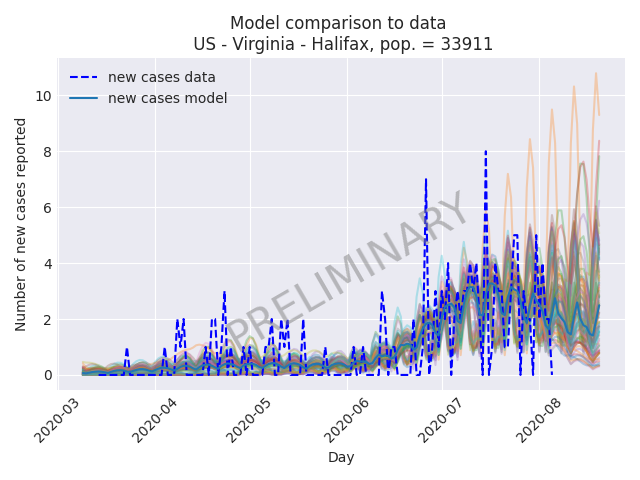 Model comparison to data
US - Virginia - Halifax, pop. = 33911
new cases data
new cases model
PRELIMINARY
Number of new cases reported
10
8
6
4
2
0
2020-03
2020-04
2020-05
2020-06
2020-07
2020-08
Day